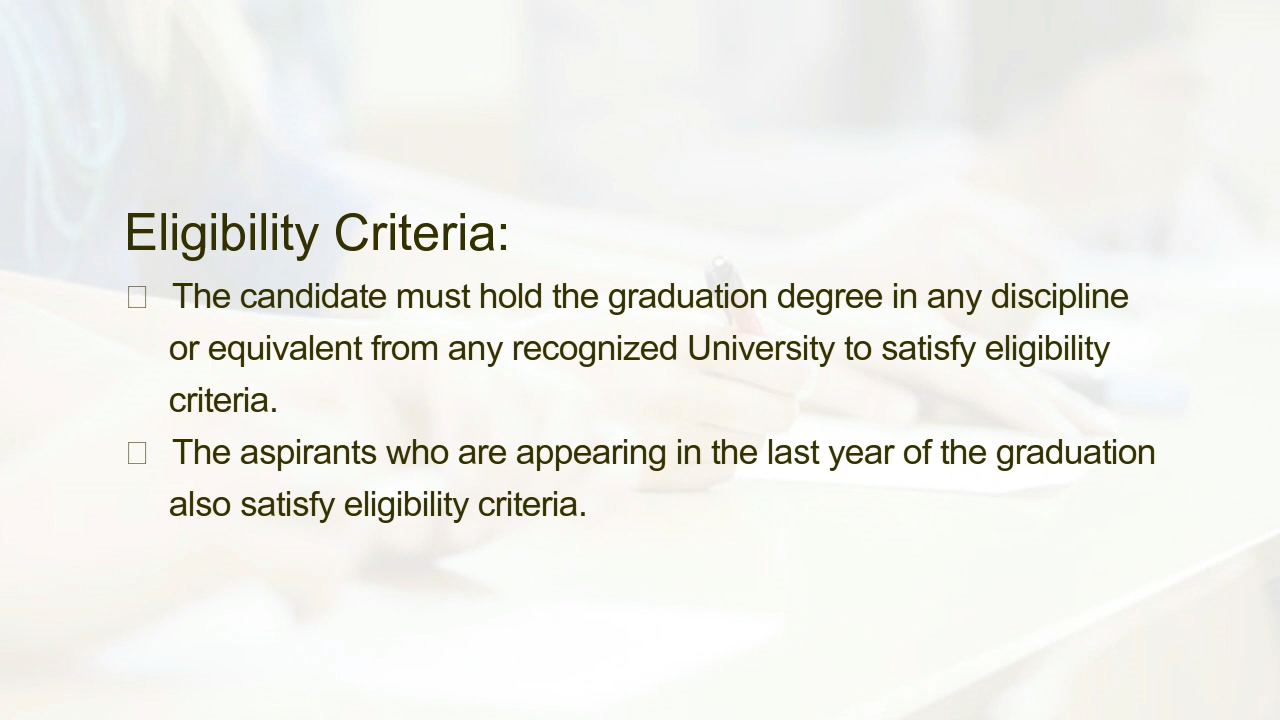 Eligibility Criteria:
□ The candidate must hold the graduation degree in any discipline
or equivalent from any recognized University to satisfy eligibility
criteria.
□ The aspirants who are appearing in the last year of the graduation
also satisfy eligibility criteria.